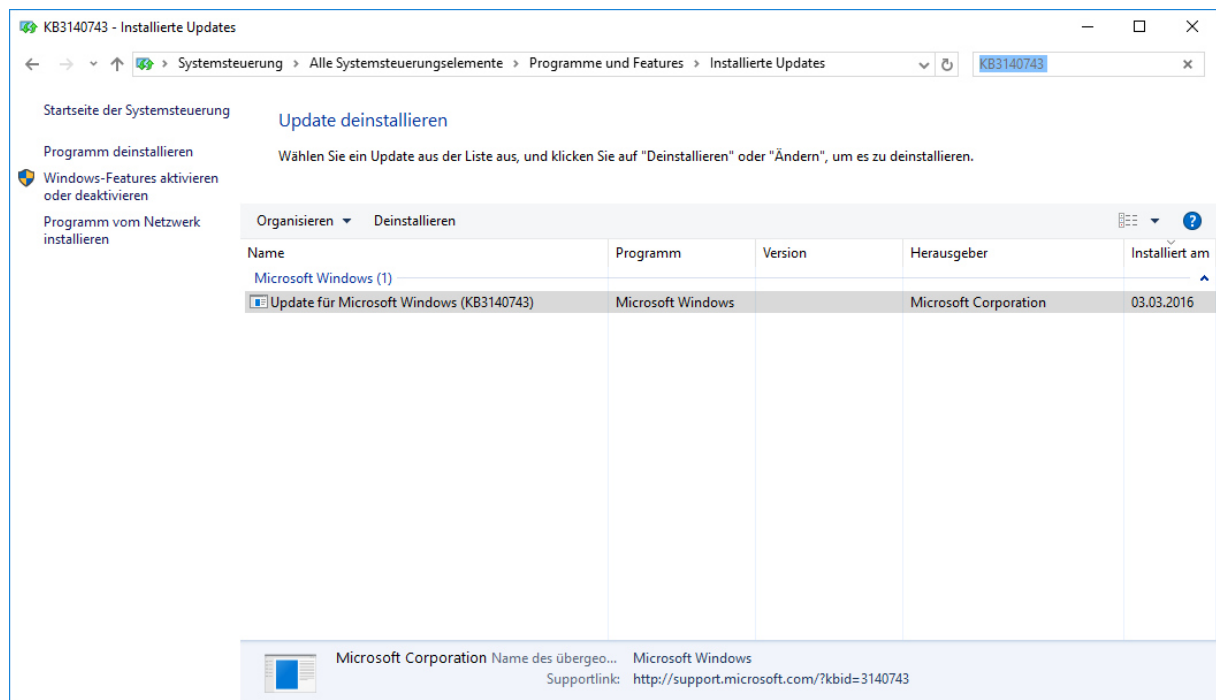 KB3140743 - Installierte Updates
Systemsteuerung > Alle Systemsteuerungselemente > Programme und Features > Installierte Updates
KB3140743
Startseite der Systemsteuerung
Programm deinstallieren
Windows-Features aktivieren
oder deaktivieren
Programm vom Netzwerk
installieren
Update deinstallieren
Wählen Sie ein Update aus der Liste aus, und klicken Sie auf "Deinstallieren" oder "Ändern", um es zu deinstallieren.
Organisieren Deinstallieren
Name Programm Version Herausgeber Installiert am
Microsoft Windows (1)
Update für Microsoft Windows (KB3140743) Microsoft Windows Microsoft Corporation 03.03.2016
Microsoft Corporation Name des übergeo... Microsoft Windows
Supportlink: http://support.microsoft.com/?kbid=3140743